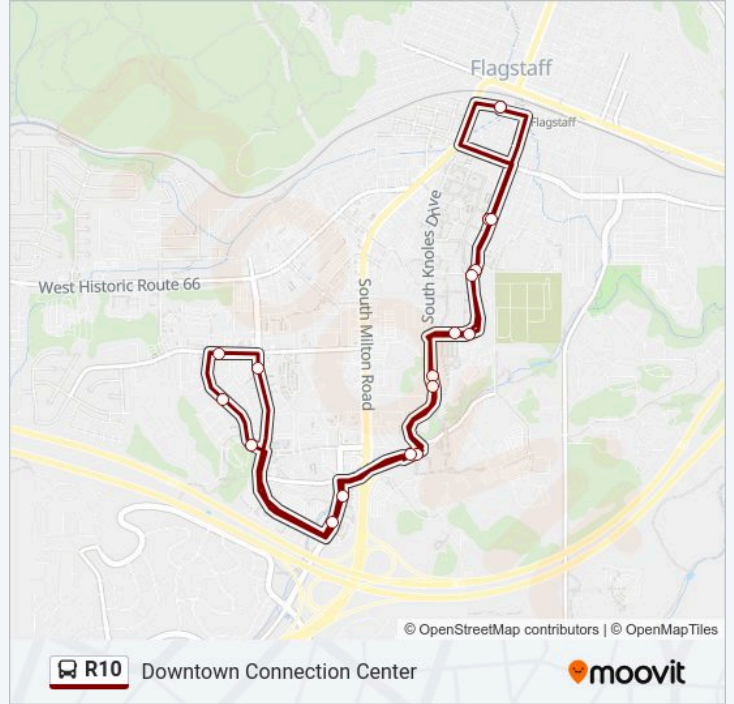 Flagstaff
Flagstaff
South Knoles Drive
West Historic Route 66
South Milton Road
© OpenStreetMap contributors | © OpenMapTiles
R10 Downtown Connection Center
moovit